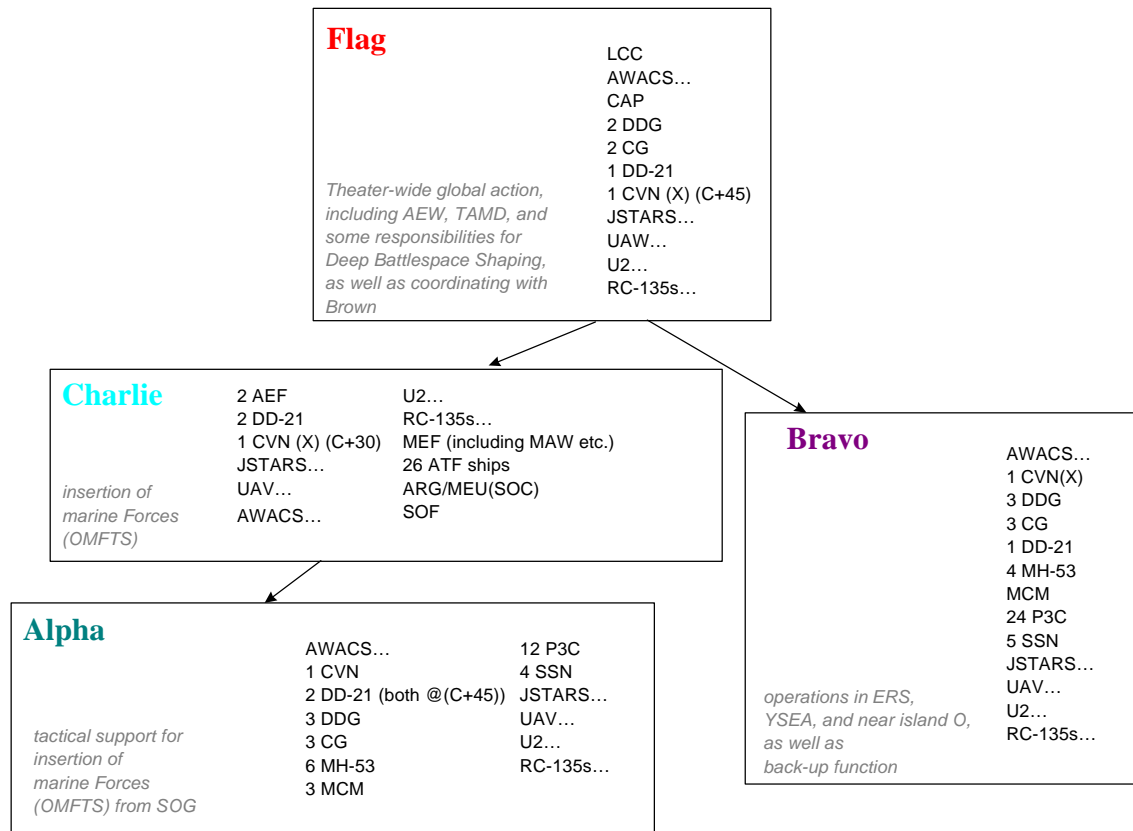 Flag
LCC
AWACS…
CAP
2 DDG
2 CG
1 DD-21
1 CVN (X) (C+45)
JSTARS…
UAW…
U2…
RC-135s…
Theater-wide global action,
including AEW, TAMD, and
some responsibilities for
Deep Battlespace Shaping,
as well as coordinating with
Brown
Charlie
2 AEF
2 DD-21
1 CVN (X) (C+30)
JSTARS…
UAV…
AWACS…
U2…
RC-135s…
MEF (including MAW etc.)
26 ATF ships
ARG/MEU(SOC)
SOF
insertion of
marine Forces
(OMFTS)
Bravo
AWACS…
1 CVN(X)
3 DDG
3 CG
1 DD-21
4 MH-53
MCM
24 P3C
5 SSN
JSTARS…
UAV…
U2…
RC-135s…
operations in ERS,
YSEA, and near island O,
as well as
back-up function
Alpha
AWACS…
1 CVN
2 DD-21 (both @(C+45))
3 DDG
3 CG
6 MH-53
3 MCM
12 P3C
4 SSN
JSTARS…
UAV…
U2…
RC-135s…
tactical support for
insertion of
marine Forces
(OMFTS) from SOG